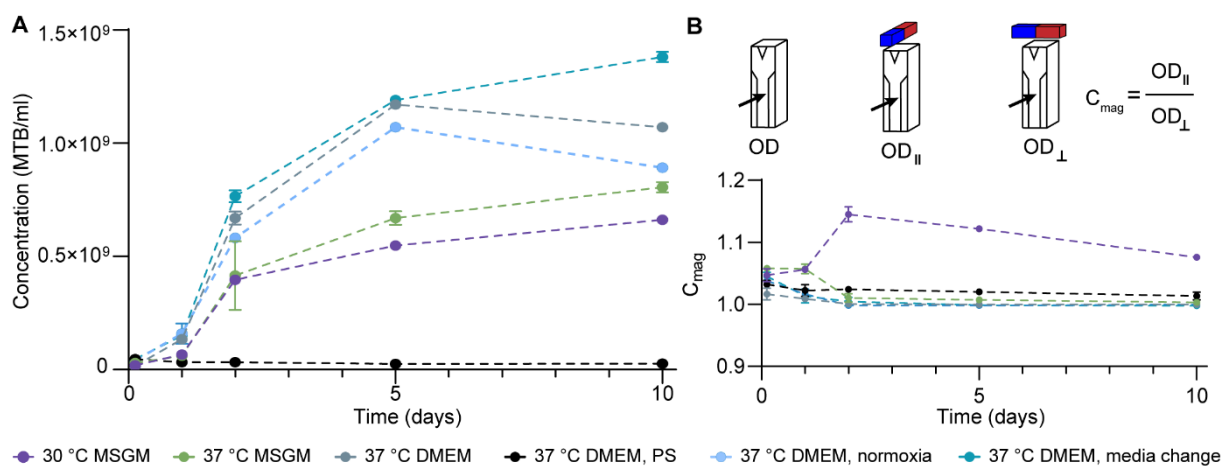 A
1.5×10⁹
1.0×10⁹
0.5×10⁹
0
Concentration (MTB/ml)
0
5
10
Time (days)
B
OD
OD∥
OD⊥
Cmag = OD∥ / OD⊥
1.2
1.1
1.0
0.9
Cmag
0
5
10
Time (days)
30 °C MSGM 37 °C MSGM 37 °C DMEM 37 °C DMEM, PS 37 °C DMEM, normoxia 37 °C DMEM, media change